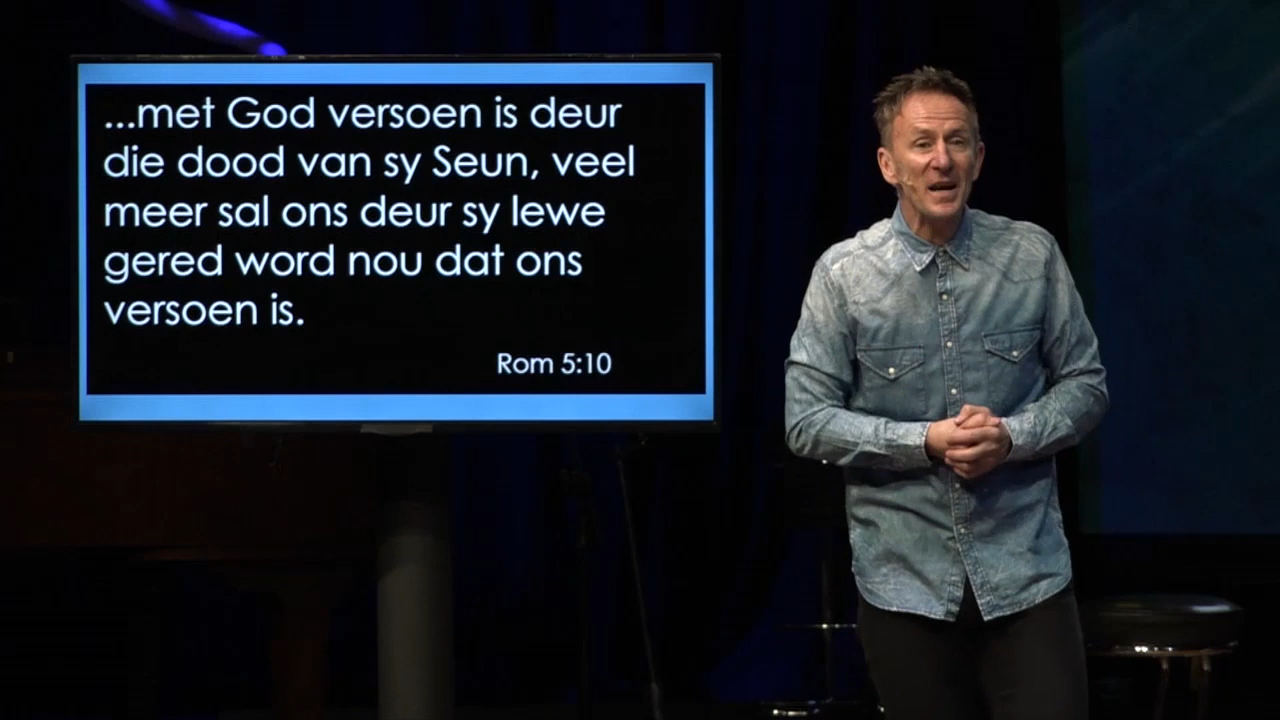 ...met God versoen is deur
die dood van sy Seun, veel
meer sal ons deur sy lewe
gered word nou dat ons
versoen is.
Rom 5:10